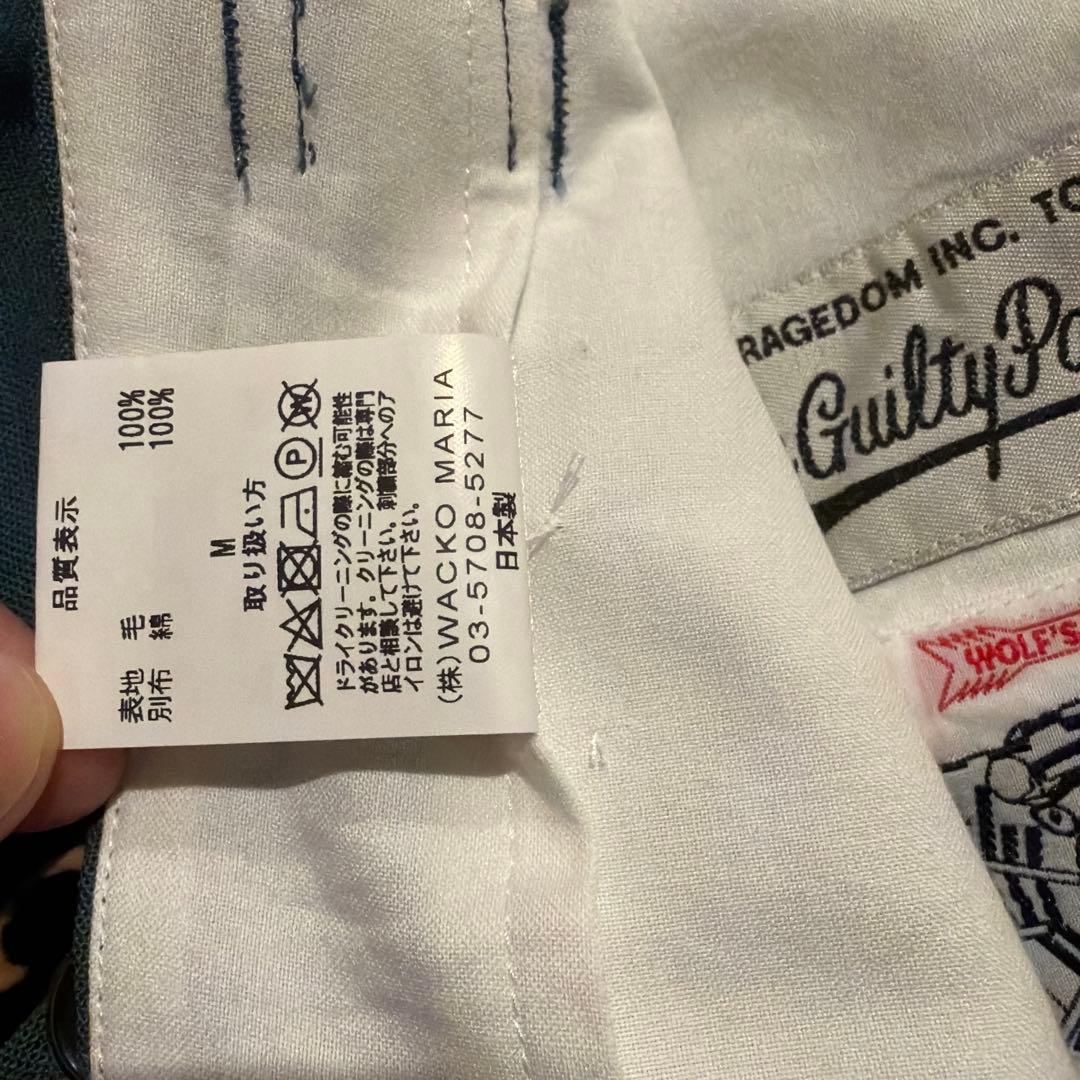 品質表示
表地 毛 100%
別布 綿 100%
M
取り扱い方
P
W
ドライクリーニングの際に縮む可能性
があります。クリーニングの際は専門
店と相談して下さい。刺繍部分へのア
イロンは避けて下さい。
(株)WACKO MARIA
03-5708-5277
日本製
RAGEDOM INC. TO
Guilty Pa
WOLF'S